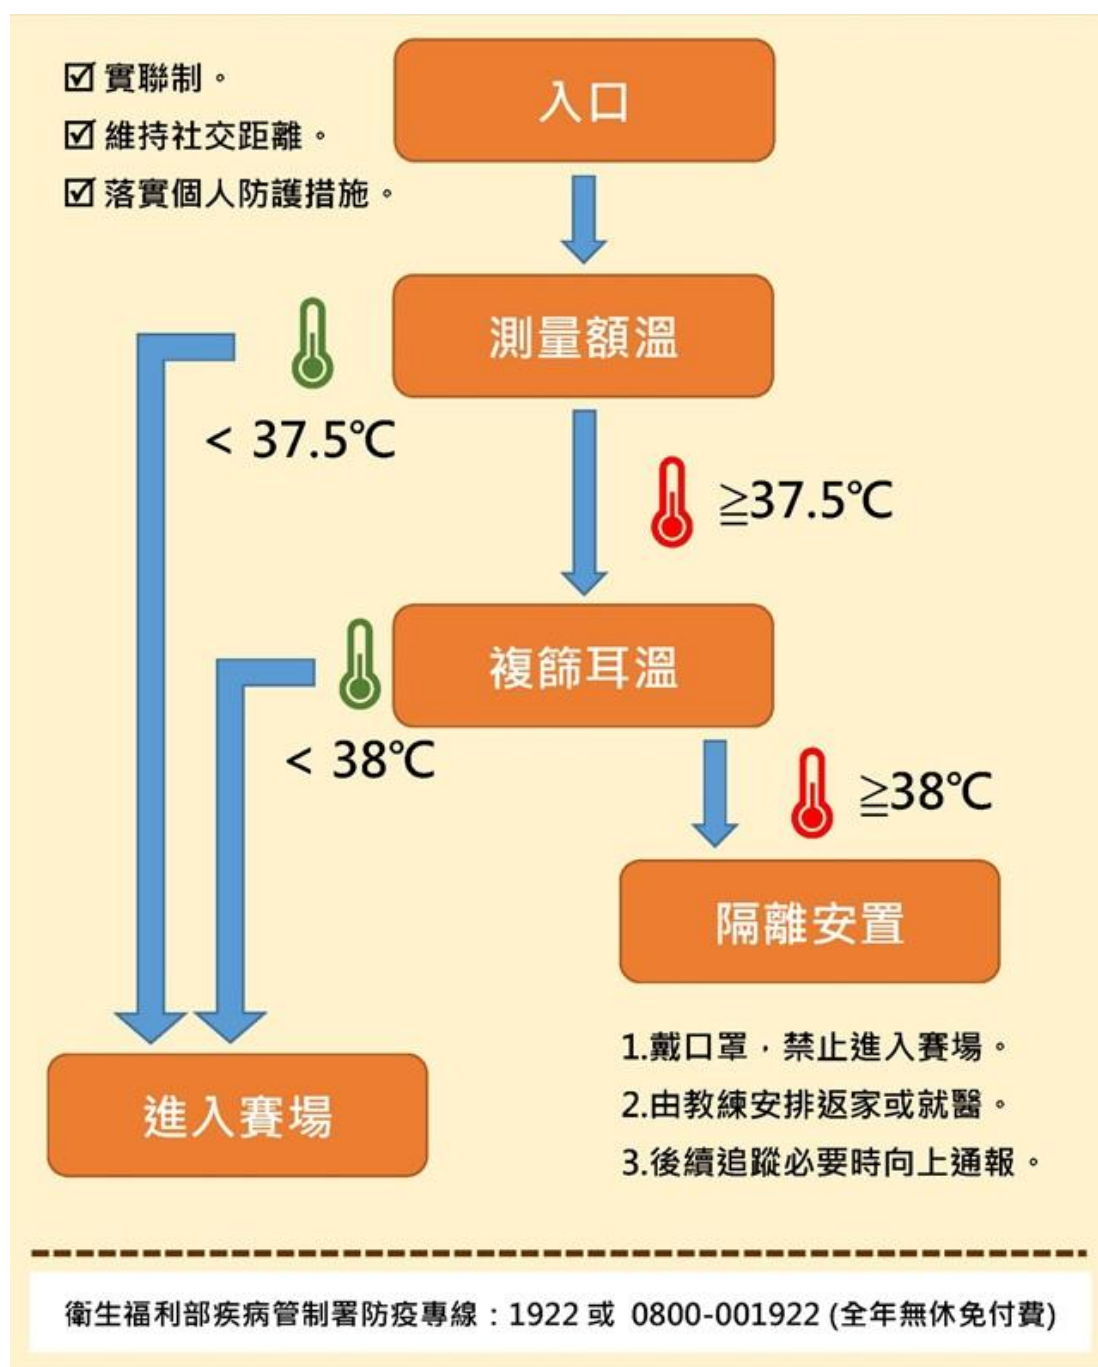 ☑ 實聯制。
☑ 維持社交距離。
☑ 落實個人防護措施。
入口
測量額溫
< 37.5℃
≧37.5℃
複篩耳溫
< 38℃
≧38℃
隔離安置
1.戴口罩，禁止進入賽場。
2.由教練安排返家或就醫。
3.後續追蹤必要時向上通報。
進入賽場
衛生福利部疾病管制署防疫專線：1922 或 0800-001922 (全年無休免付費)